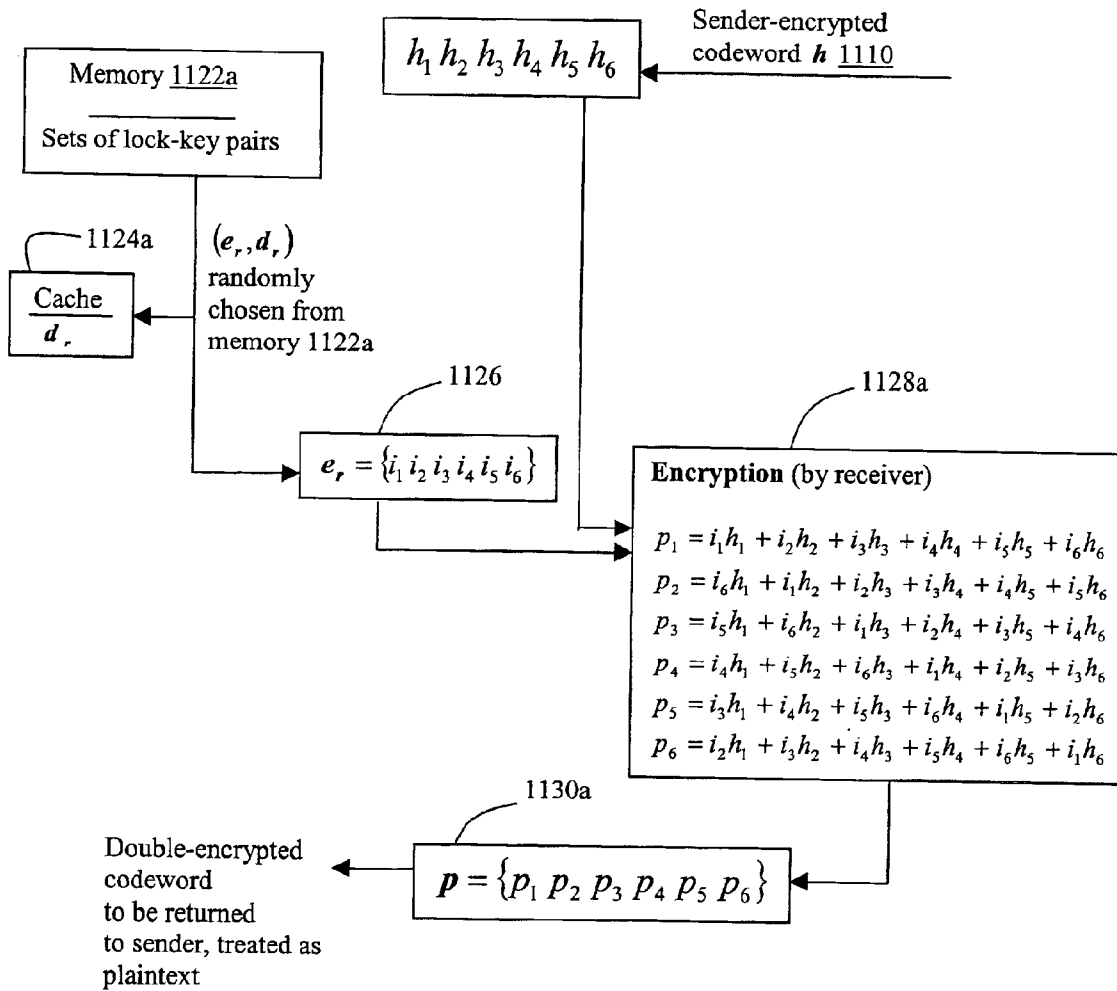 Sender-encrypted
codeword h 1110
h₁ h₂ h₃ h₄ h₅ h₆
Memory 1122a
Sets of lock-key pairs
1124a
Cache
dᵣ
(eᵣ, dᵣ)
randomly
chosen from
memory 1122a
1126
eᵣ = {i₁ i₂ i₃ i₄ i₅ i₆}
1128a
Encryption (by receiver)
p₁ = i₁h₁ + i₂h₂ + i₃h₃ + i₄h₄ + i₅h₅ + i₆h₆
p₂ = i₆h₁ + i₁h₂ + i₂h₃ + i₃h₄ + i₄h₅ + i₅h₆
p₃ = i₅h₁ + i₆h₂ + i₁h₃ + i₂h₄ + i₃h₅ + i₄h₆
p₄ = i₄h₁ + i₅h₂ + i₆h₃ + i₁h₄ + i₂h₅ + i₃h₆
p₅ = i₃h₁ + i₄h₂ + i₅h₃ + i₆h₄ + i₁h₅ + i₂h₆
p₆ = i₂h₁ + i₃h₂ + i₄h₃ + i₅h₄ + i₆h₅ + i₁h₆
1130a
p = {p₁ p₂ p₃ p₄ p₅ p₆}
Double-encrypted
codeword
to be returned
to sender, treated as
plaintext